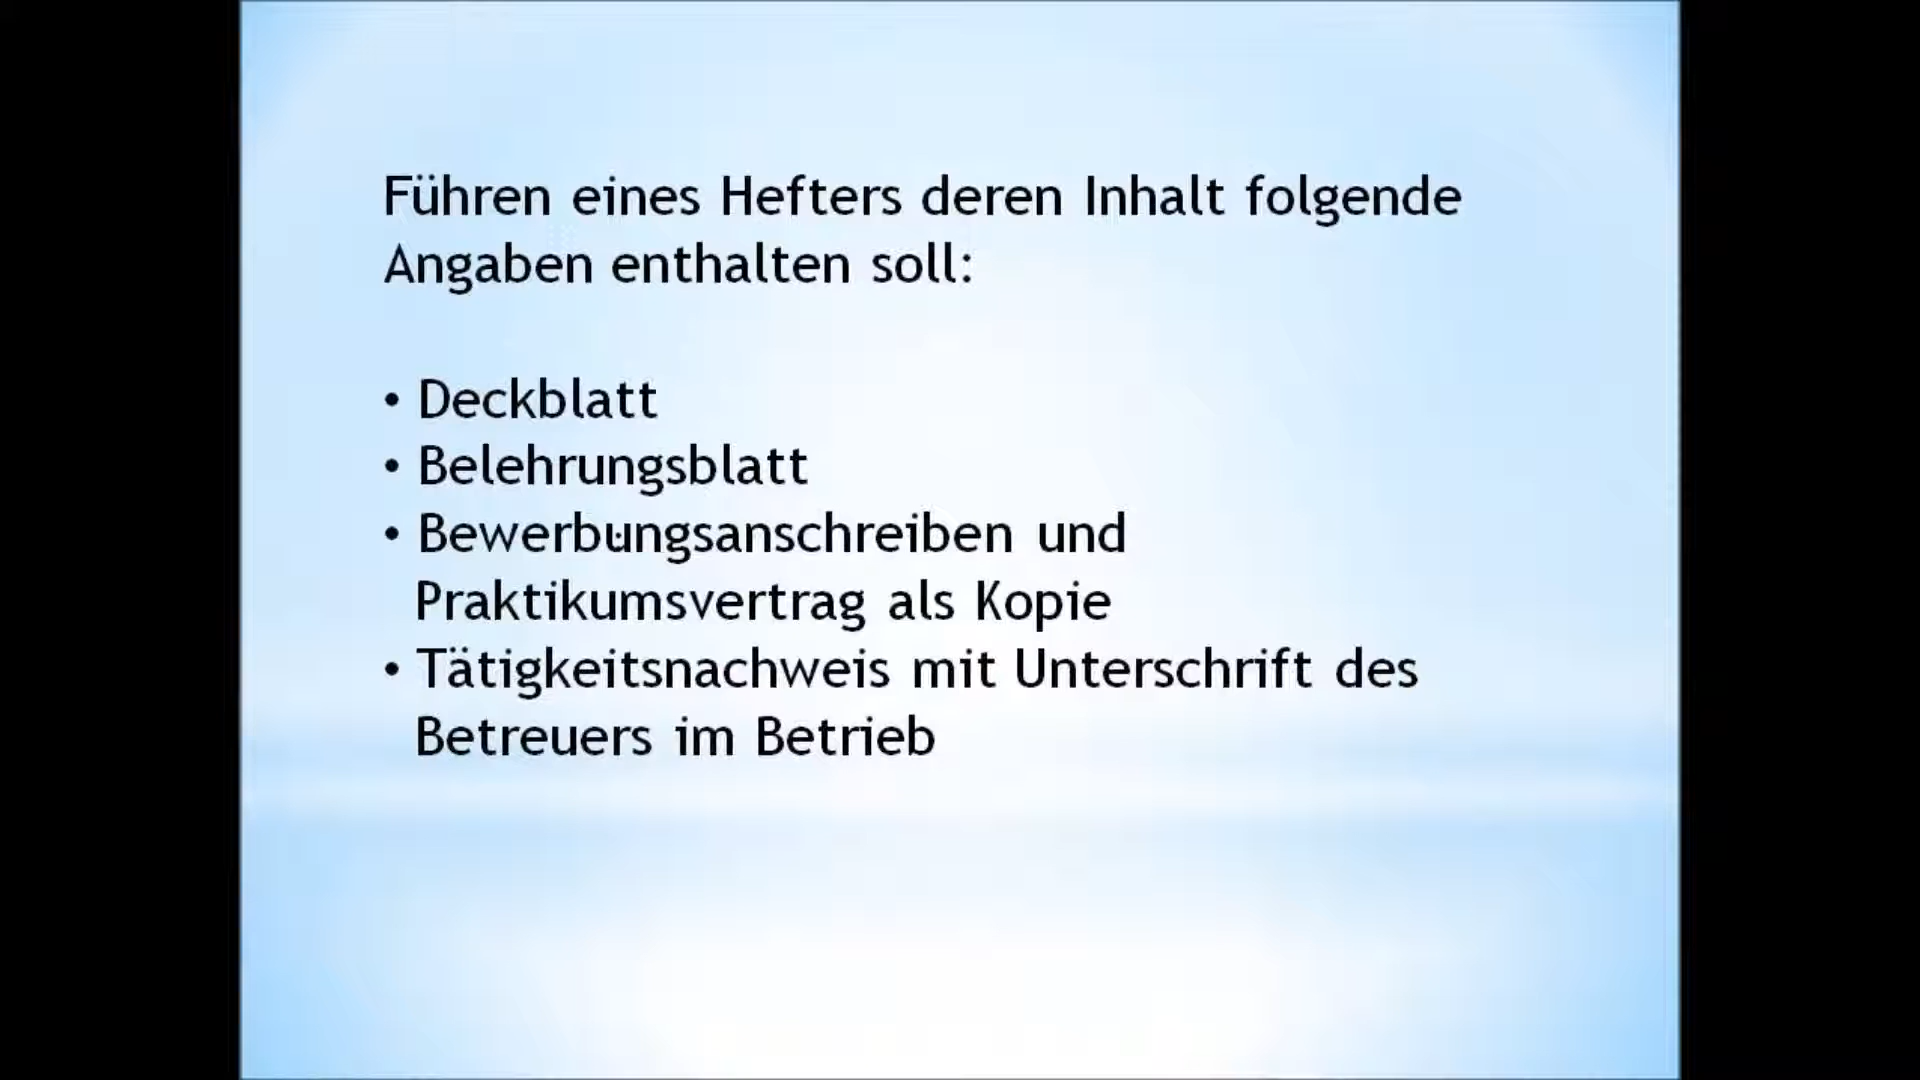 Führen eines Hefters deren Inhalt folgende
Angaben enthalten soll:
• Deckblatt
• Belehrungsblatt
• Bewerbungsanschreiben und
Praktikumsvertrag als Kopie
• Tätigkeitsnachweis mit Unterschrift des
Betreuers im Betrieb